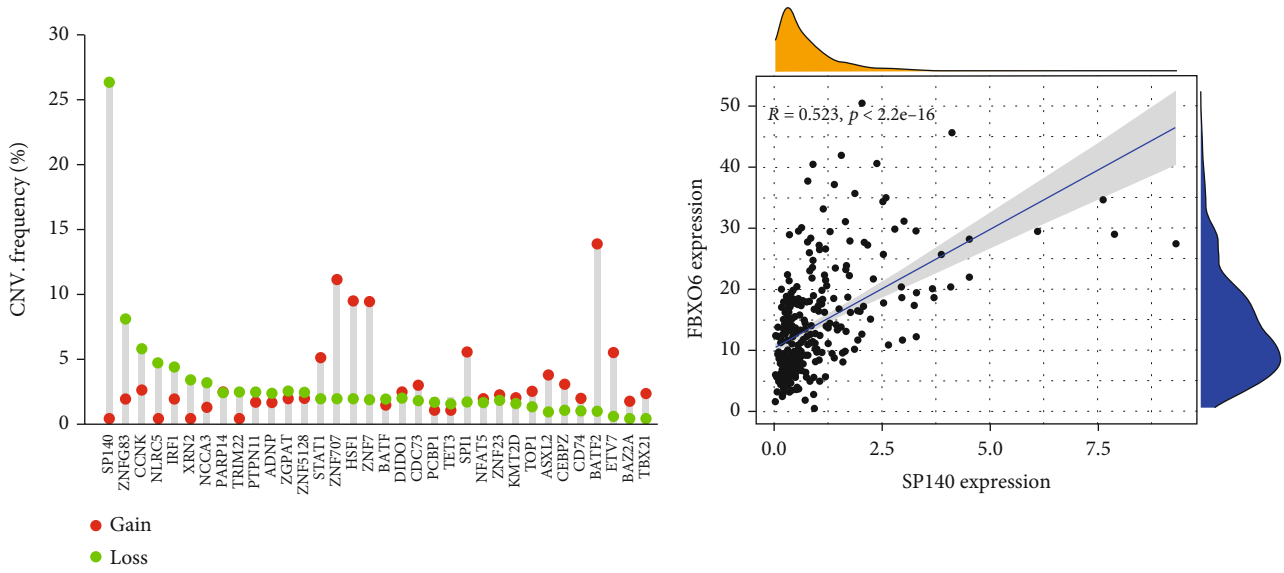 30
25
20
15
10
5
0
CNV. frequency (%)
SP140
ZNFG83
CCNK
NLRC5
IRF1
XRN2
NCCA3
PARP14
TRIM22
PTPN11
ADNP
ZGPAT
ZNF5128
STAT1
ZNF707
HSF1
ZNF7
BATF
DIDO1
CDC73
PCBP1
TET3
SPI1
NFAT5
ZNF23
KMT2D
TOP1
ASXL2
CEBPZ
CD74
BATF2
ETV7
BAZ2A
TBX21
Gain
Loss
R = 0.523, p < 2.2e–16
50
40
30
20
10
0
FBXO6 expression
0.0 2.5 5.0 7.5
SP140 expression